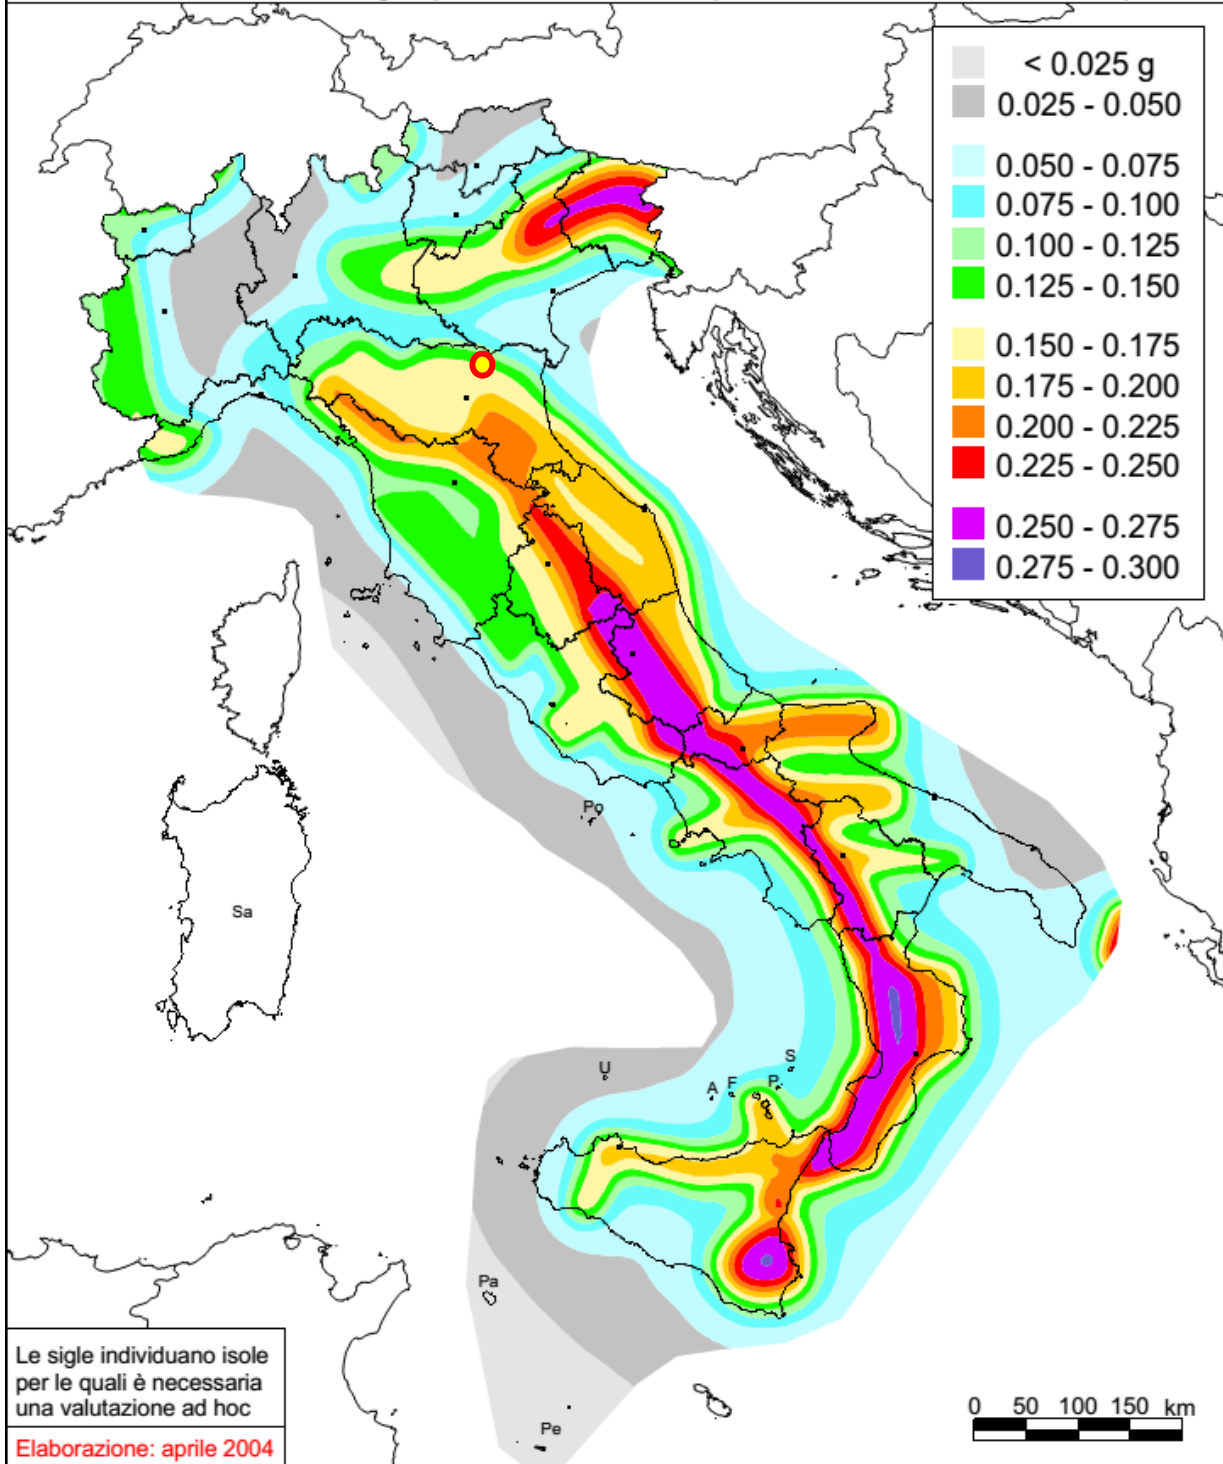 < 0.025 g
0.025 - 0.050
0.050 - 0.075
0.075 - 0.100
0.100 - 0.125
0.125 - 0.150
0.150 - 0.175
0.175 - 0.200
0.200 - 0.225
0.225 - 0.250
0.250 - 0.275
0.275 - 0.300
Po
Sa
U
A
F
P
S
Pa
Pe
Le sigle individuano isole
per le quali è necessaria
una valutazione ad hoc
Elaborazione: aprile 2004
0 50 100 150 km